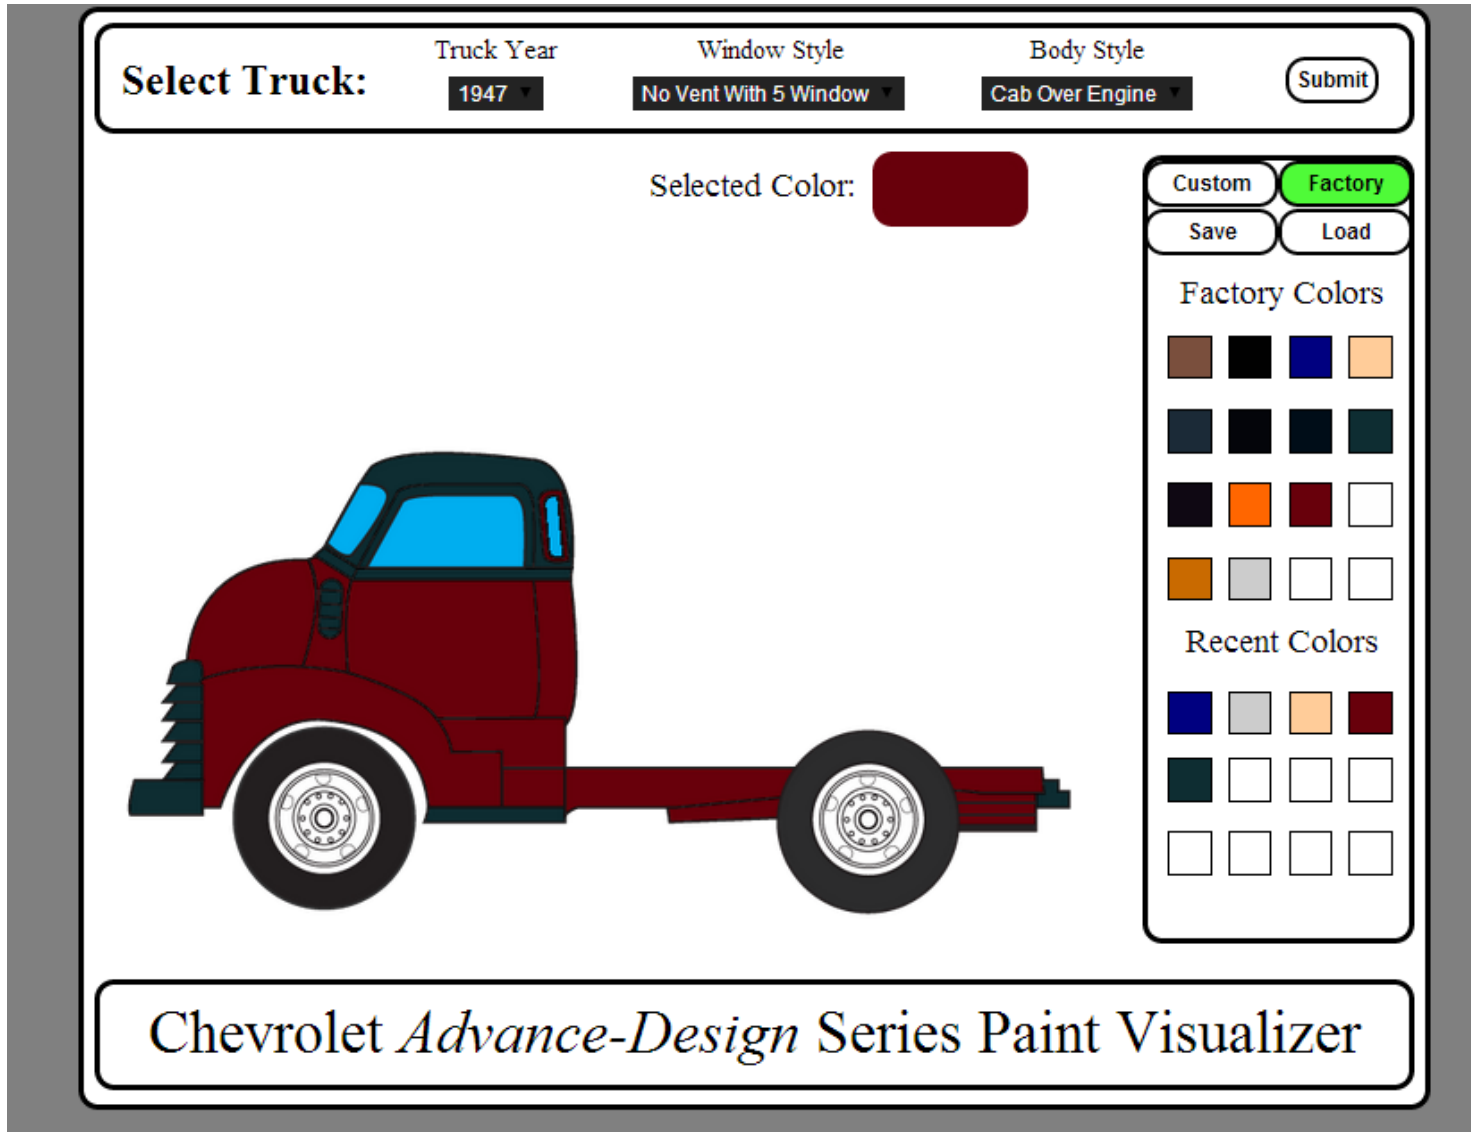 Select Truck:
Truck Year
1947
Window Style
No Vent With 5 Window
Body Style
Cab Over Engine
Submit
Selected Color:
Custom
Factory
Save
Load
Factory Colors
Recent Colors
Chevrolet Advance-Design Series Paint Visualizer